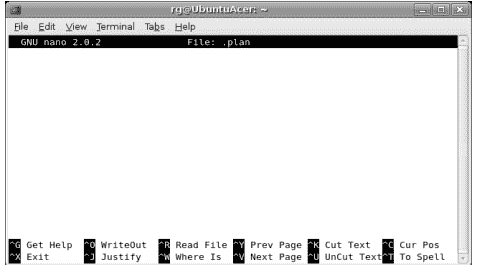 rg@UbuntuAcer: ~
File Edit View Terminal Tabs Help
GNU nano 2.0.2 File: .plan
^G Get Help ^O WriteOut ^R Read File ^Y Prev Page ^K Cut Text ^C Cur Pos
^X Exit ^J Justify ^W Where Is ^V Next Page ^U UnCut Text ^T To Spell